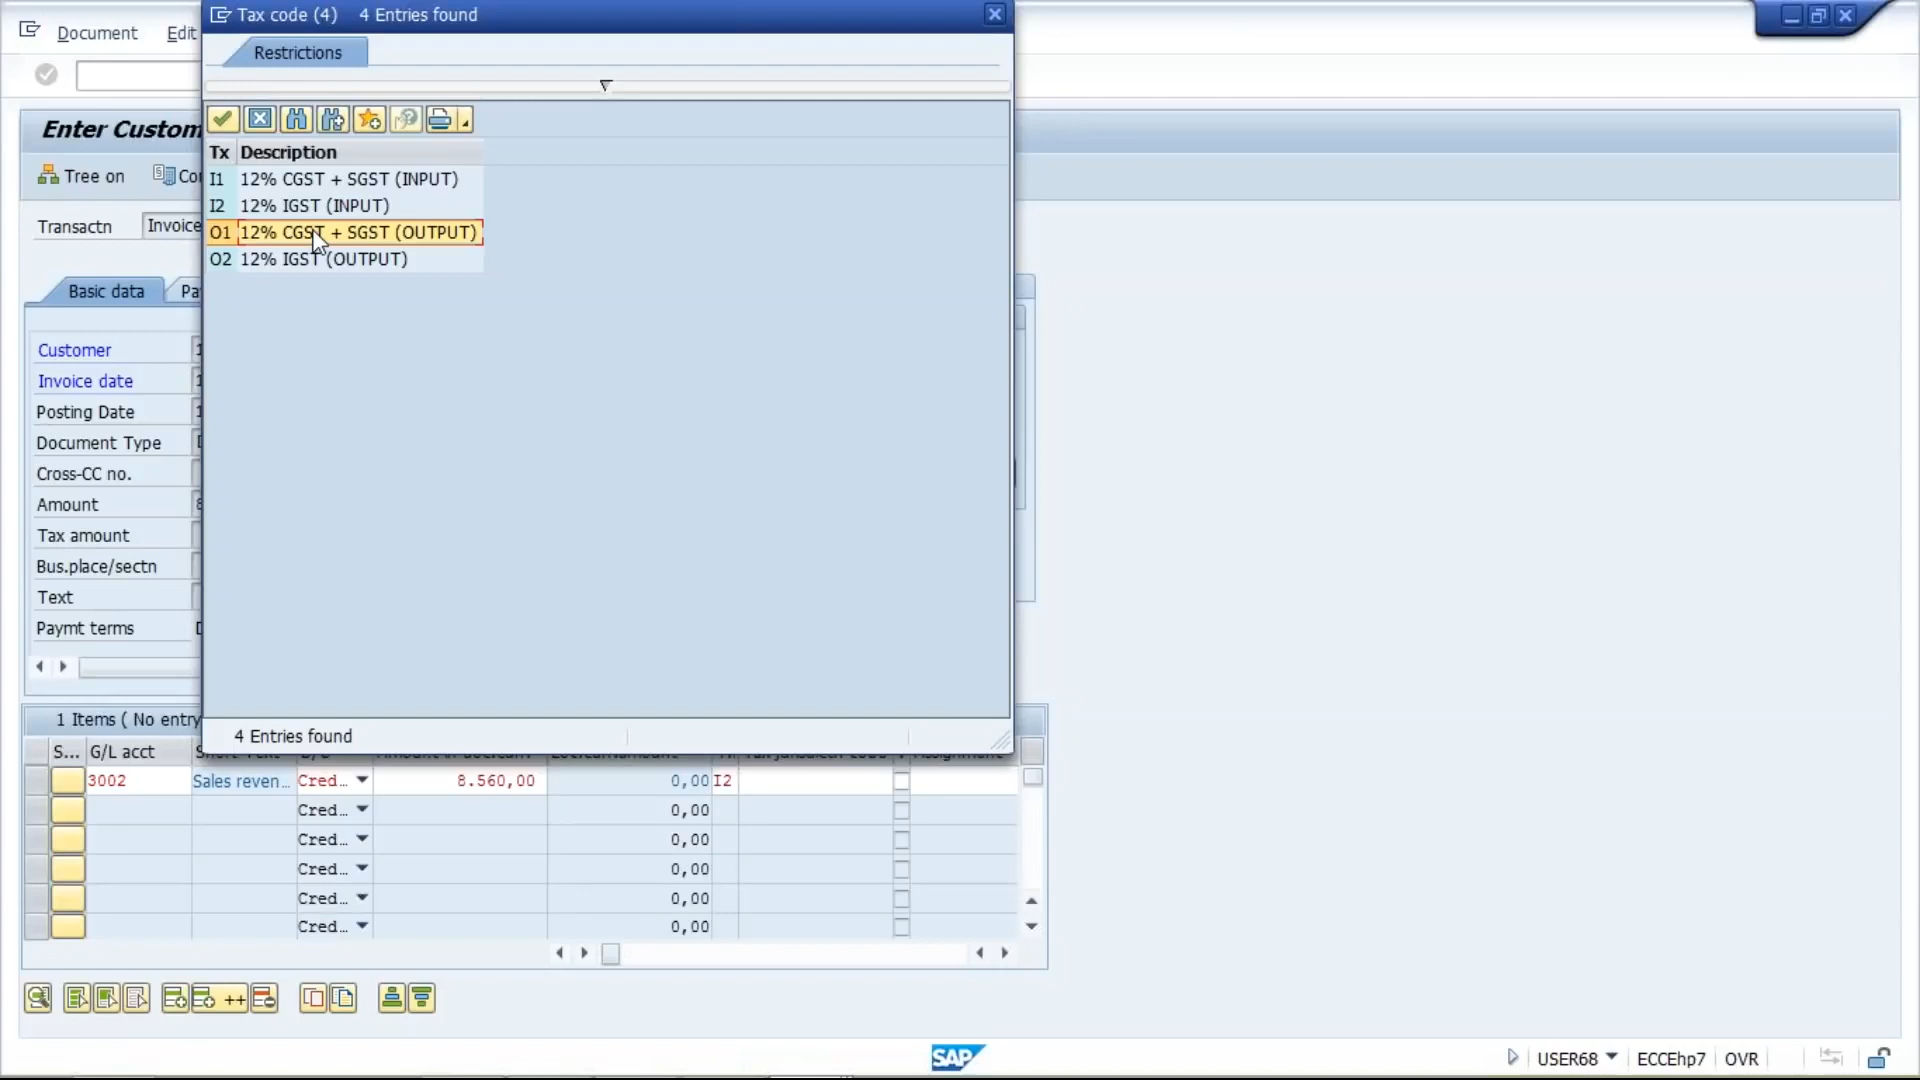 Tax code (4) 4 Entries found
Document Edit
Restrictions
Enter Custom
Tree on
Tx Description
I1 12% CGST + SGST (INPUT)
I2 12% IGST (INPUT)
O1 12% CGST + SGST (OUTPUT)
O2 12% IGST (OUTPUT)
Transactn Invoice
Basic data
Customer
Invoice date
Posting Date
Document Type
Cross-CC no.
Amount
Tax amount
Bus.place/sectn
Text
Paymt terms
1 Items ( No entry
4 Entries found
S... G/L acct
3002 Sales reven... Cred... 8.560,00 0,00 I2
Cred... 0,00
Cred... 0,00
Cred... 0,00
Cred... 0,00
Cred... 0,00
SAP USER68 ECCEhp7 OVR